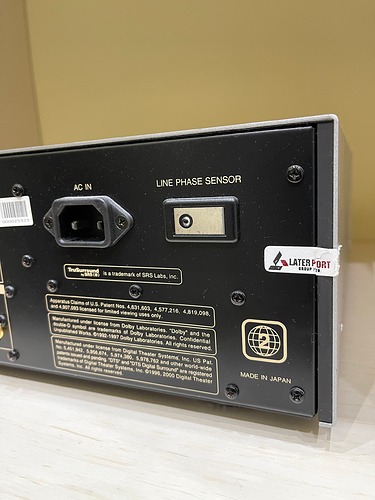 AC IN
LINE PHASE SENSOR
TruSurround
by SRS(●)
is a trademark of SRS Labs, inc.
LATER PORT
GROUP
Apparatus Claims of U.S. Patent Nos. 4,631,603, 4,577,216, 4,819,098,
and 4,907,093 licensed for limited viewing uses only.
Manufactured under license from Dolby Laboratories. "Dolby" and the
double-D symbol are trademarks of Dolby Laboratories. Confidential
Unpublished Works. ©1992-1997 Dolby Laboratories. All rights reserved.
Manufactured under license from Digital Theater Systems, Inc. US Pat.
No. 5,451,942, 5,956,674, 5,974,380, 5,978,762 and other world-wide
patents issued and pending. "DTS" and "DTS Digital Surround" are registered
trademarks of Digital Theater Systems, Inc. ©1996, 2000 Digital Theater
Systems, Inc. All rights reserved.
2
MADE IN JAPAN